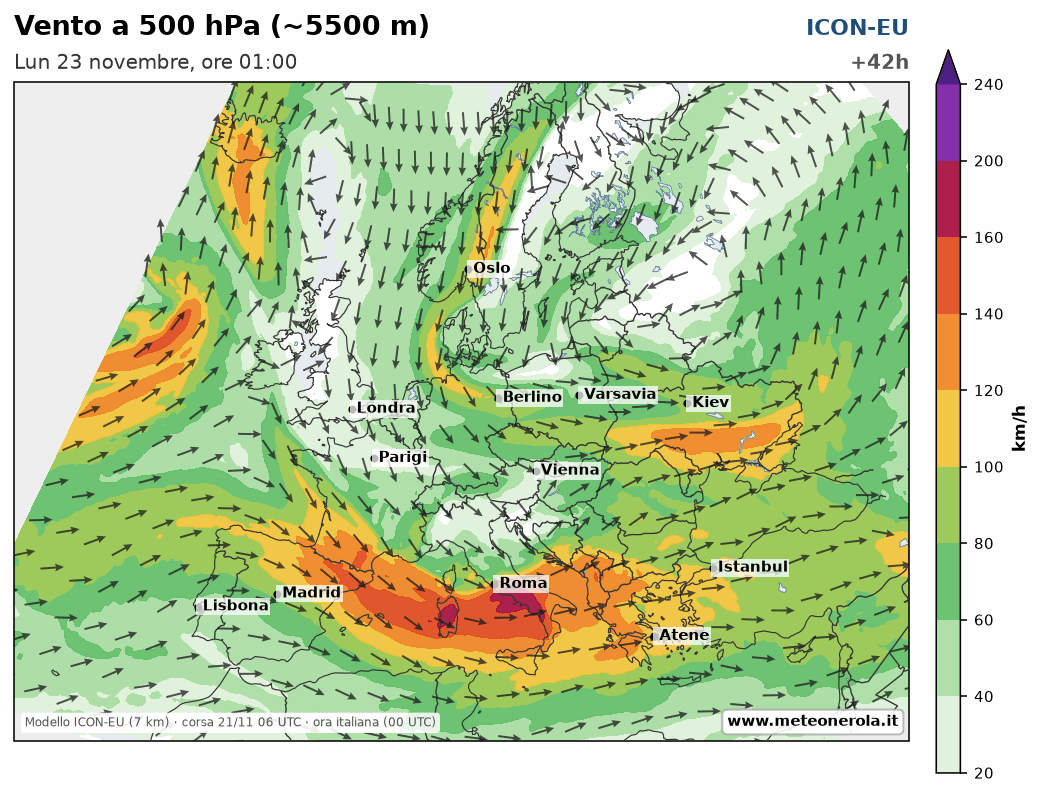 Vento a 500 hPa (~5500 m)
ICON-EU
Lun 23 novembre, ore 01:00
+42h
240
200
160
140
120
100
80
60
40
20
km/h
Oslo
Londra
Berlino
Varsavia
Kiev
Parigi
Vienna
Istanbul
Roma
Madrid
Lisbona
Atene
Modello ICON-EU (7 km) · corsa 21/11 06 UTC · ora italiana (00 UTC)
www.meteonerola.it